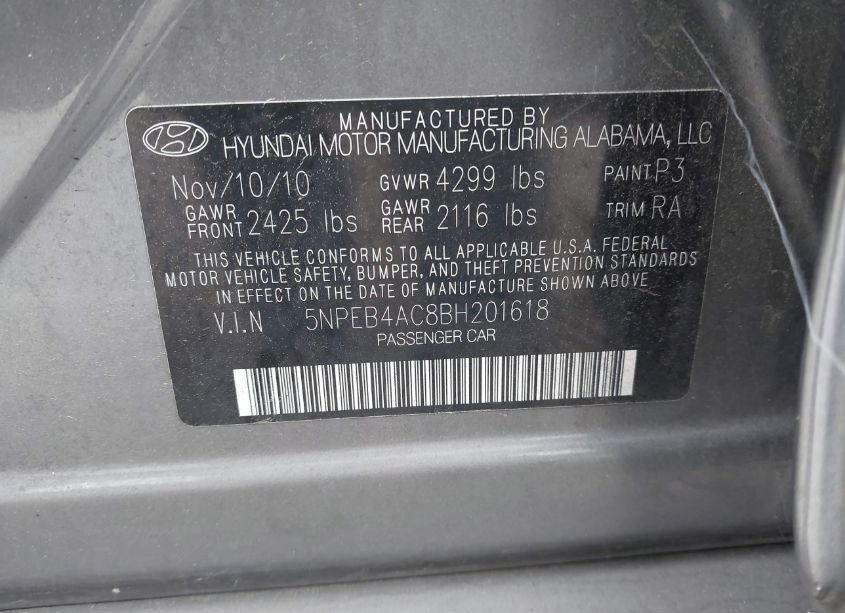 MANUFACTURED BY
HYUNDAI MOTOR MANUFACTURING ALABAMA, LLC
Nov/10/10 GVWR 4299 lbs PAINT P3
GAWR FRONT 2425 lbs GAWR REAR 2116 lbs TRIM RA
THIS VEHICLE CONFORMS TO ALL APPLICABLE U.S.A. FEDERAL
MOTOR VEHICLE SAFETY, BUMPER, AND THEFT PREVENTION STANDARDS
IN EFFECT ON THE DATE OF MANUFACTURE SHOWN ABOVE
V.I.N 5NPEB4AC8BH201618
PASSENGER CAR